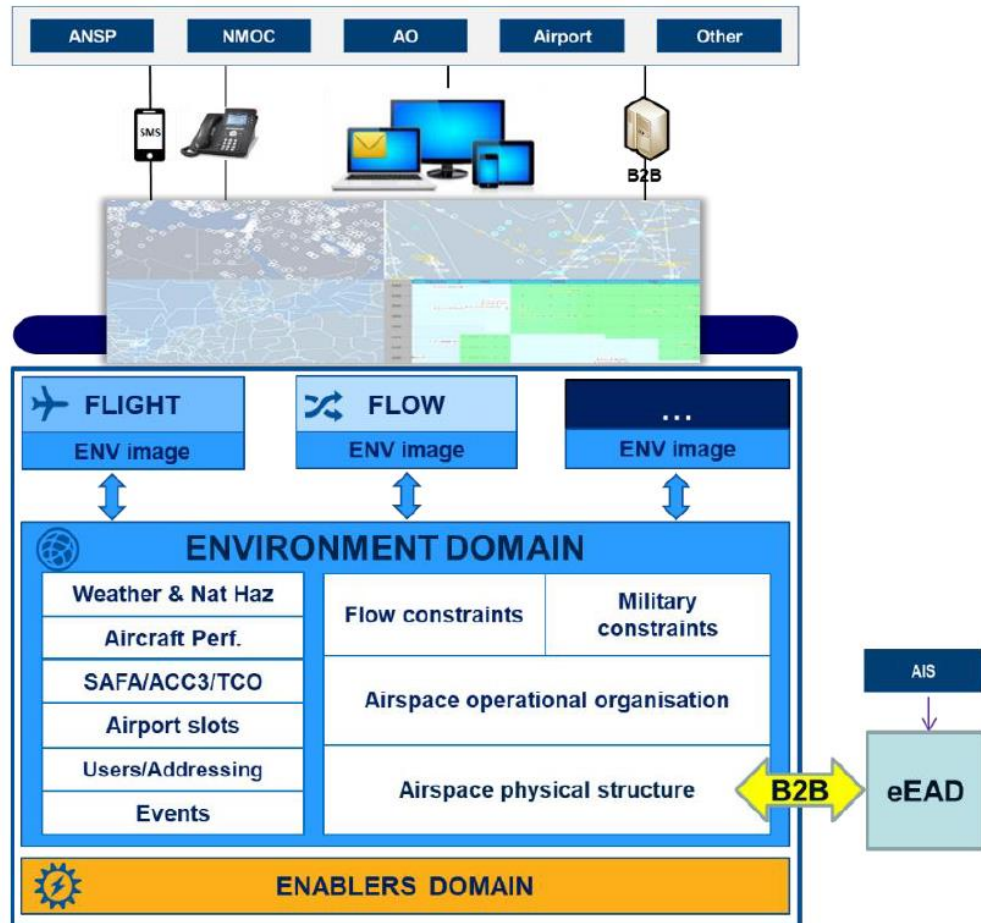 ANSP
NMOC
AO
Airport
Other
SMS
B2B
FLIGHT
FLOW
...
ENV image
ENV image
ENV image
ENVIRONMENT DOMAIN
Weather & Nat Haz
Aircraft Perf.
SAFA/ACC3/TCO
Airport slots
Users/Addressing
Events
Flow constraints
Military
constraints
Airspace operational organisation
Airspace physical structure
B2B
AIS
eEAD
ENABLERS DOMAIN